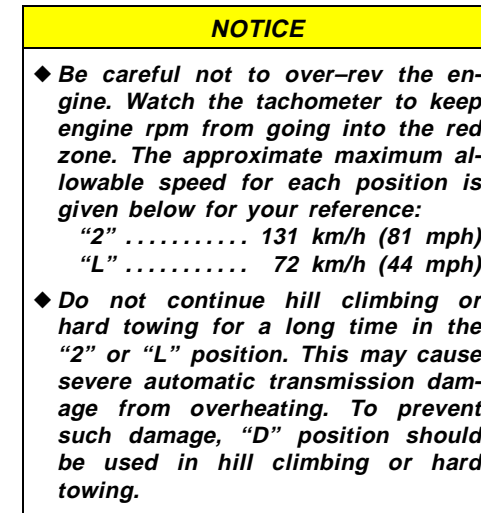 NOTICE
◆ Be careful not to over–rev the en-
gine. Watch the tachometer to keep
engine rpm from going into the red
zone. The approximate maximum al-
lowable speed for each position is
given below for your reference:
“2” ........... 131 km/h (81 mph)
“L” ........... 72 km/h (44 mph)
◆ Do not continue hill climbing or
hard towing for a long time in the
“2” or “L” position. This may cause
severe automatic transmission dam-
age from overheating. To prevent
such damage, “D” position should
be used in hill climbing or hard
towing.